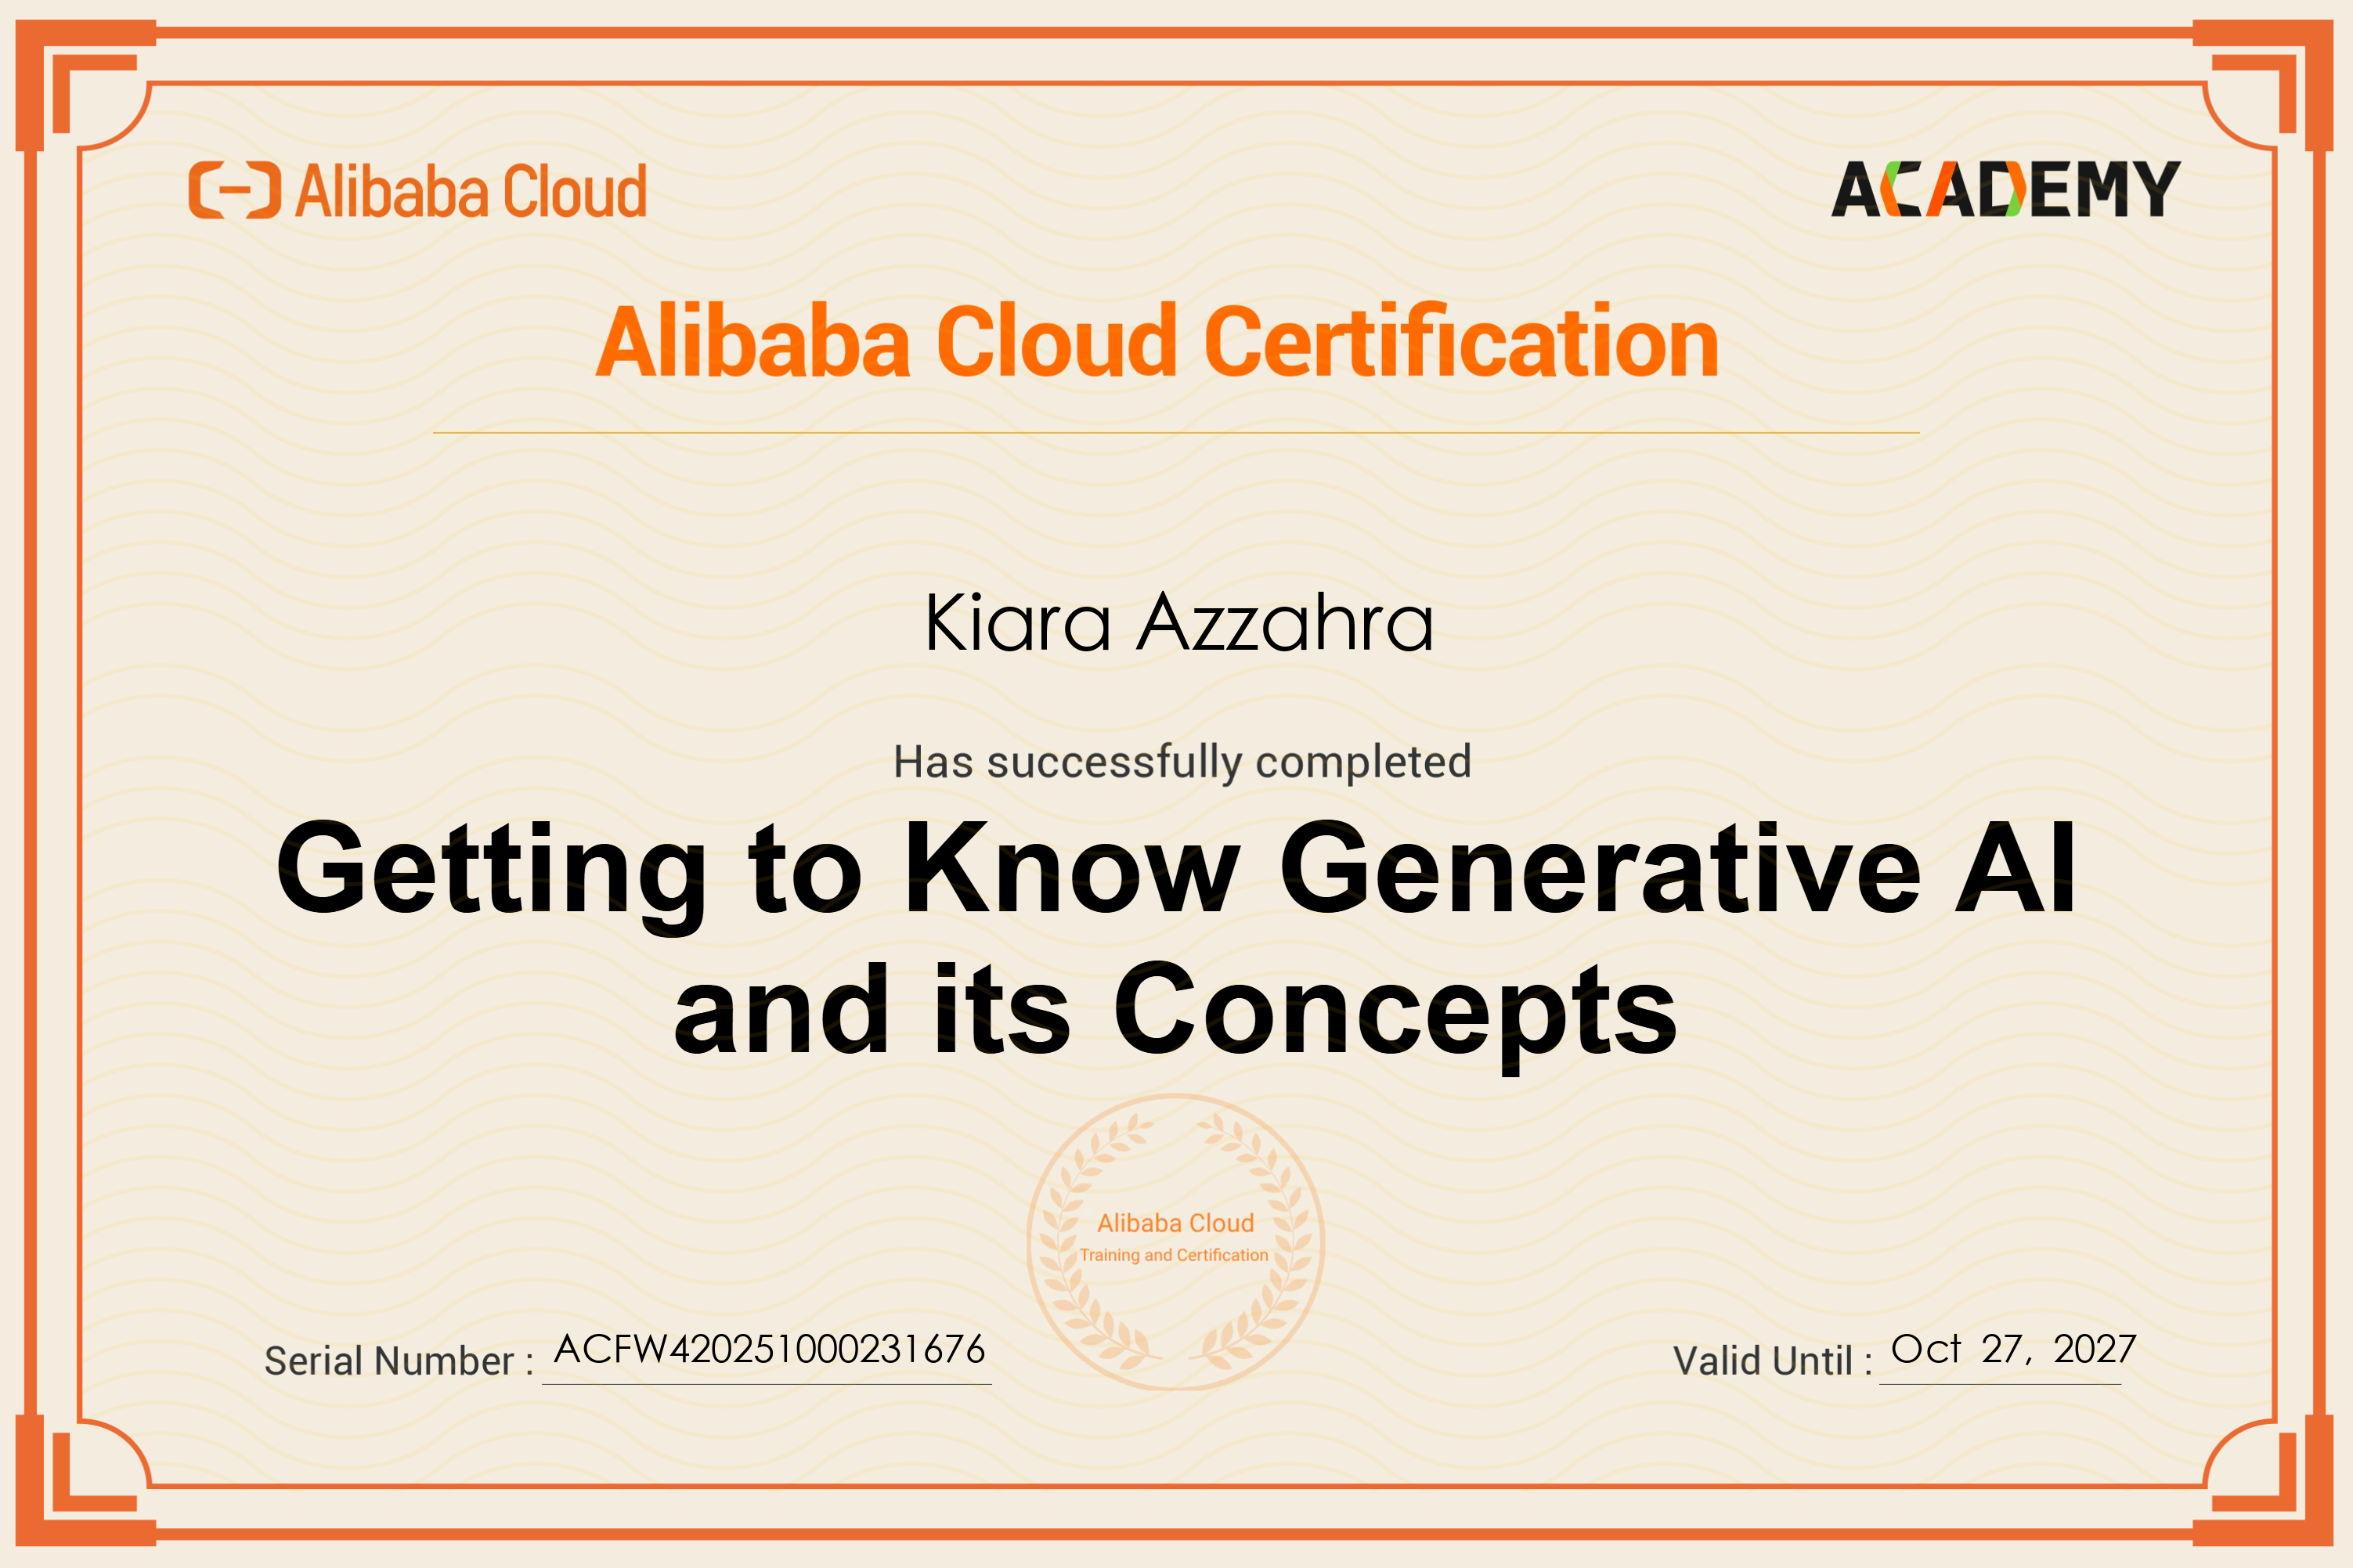 Alibaba Cloud
ACADEMY
Alibaba Cloud Certification
Kiara Azzahra
Has successfully completed
Getting to Know Generative AI
and its Concepts
Alibaba Cloud
Training and Certification
Serial Number : ACFW420251000231676
Valid Until : Oct 27, 2027